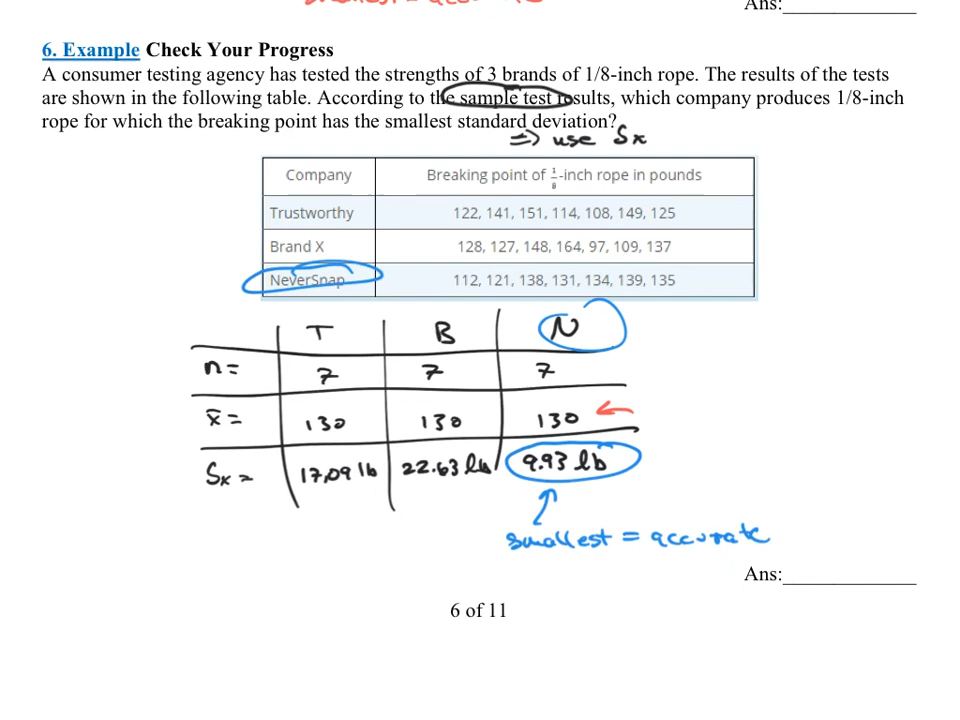 Ans:______________
6. Example Check Your Progress
A consumer testing agency has tested the strengths of 3 brands of 1/8-inch rope. The results of the tests
are shown in the following table. According to the sample test results, which company produces 1/8-inch
rope for which the breaking point has the smallest standard deviation?
⇒ use Sx
Company Breaking point of 1/8-inch rope in pounds
Trustworthy 122, 141, 151, 114, 108, 149, 125
Brand X 128, 127, 148, 164, 97, 109, 137
NeverSnap 112, 121, 138, 131, 134, 139, 135
T B N
n= 7 7 7
x̄= 130 130 130 ←
Sx= 17.09 lb 22.63 lb 9.93 lb
↑
smallest = accurate
Ans:______________
6 of 11